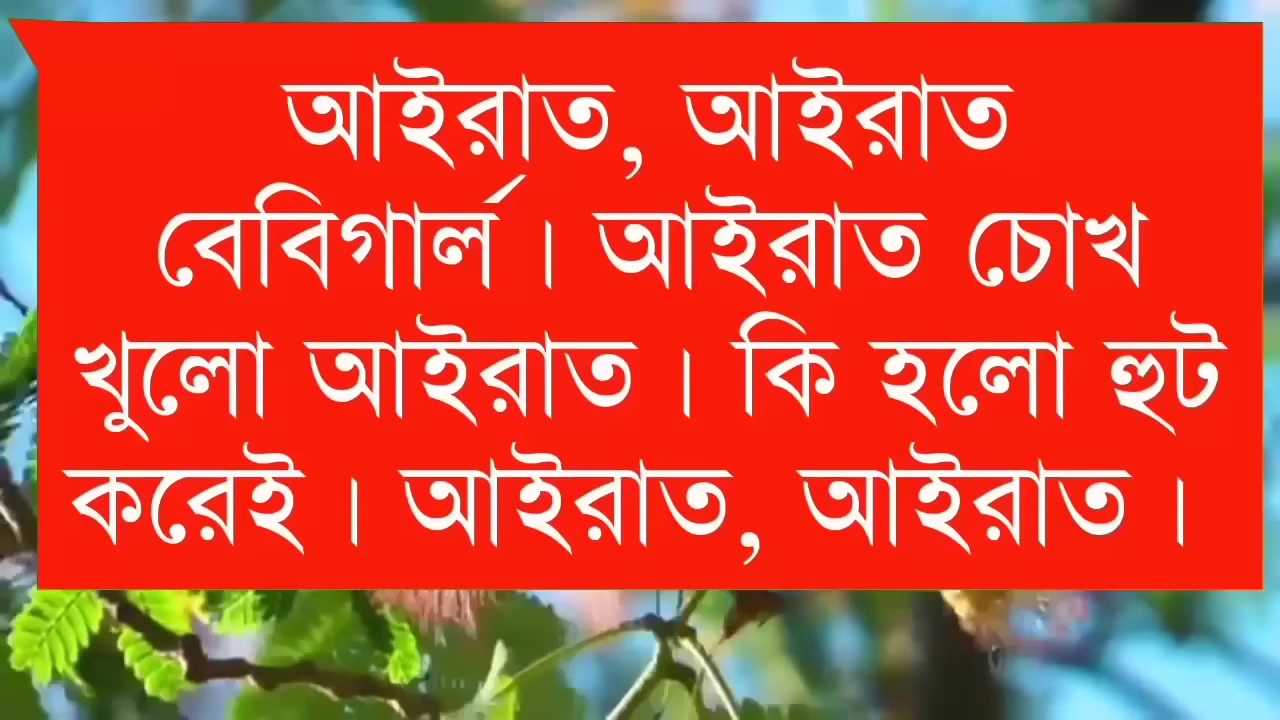 আইরাত, আইরাত
বেবিগার্ল। আইরাত চোখ
খুলো আইরাত। কি হলো হুট
করেই। আইরাত, আইরাত।